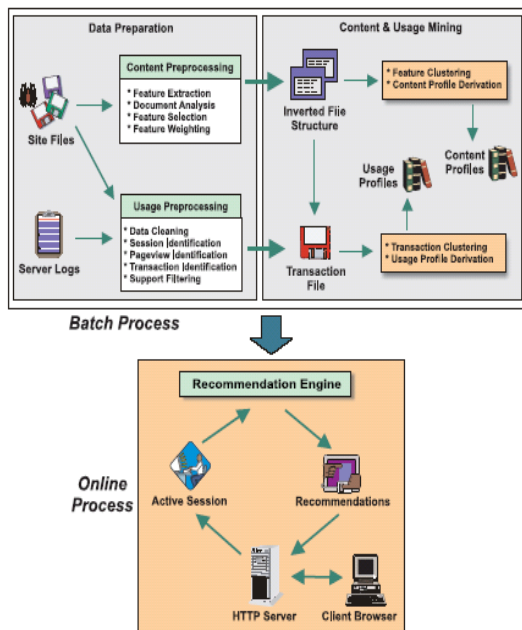 Data Preparation
Content Preprocessing
* Feature Extraction
* Document Analysis
* Feature Selection
* Feature Weighting
Site Files
Usage Preprocessing
* Data Cleaning
* Session Identification
* Pageview Identification
* Transaction Identification
* Support Filtering
Server Logs
Content & Usage Mining
Inverted File
Structure
* Feature Clustering
* Content Profile Derivation
Usage
Profiles
Content
Profiles
Transaction
File
* Transaction Clustering
* Usage Profile Derivation
Batch Process
Recommendation Engine
Online
Process
Active Session
Recommendations
HTTP Server
Client Browser